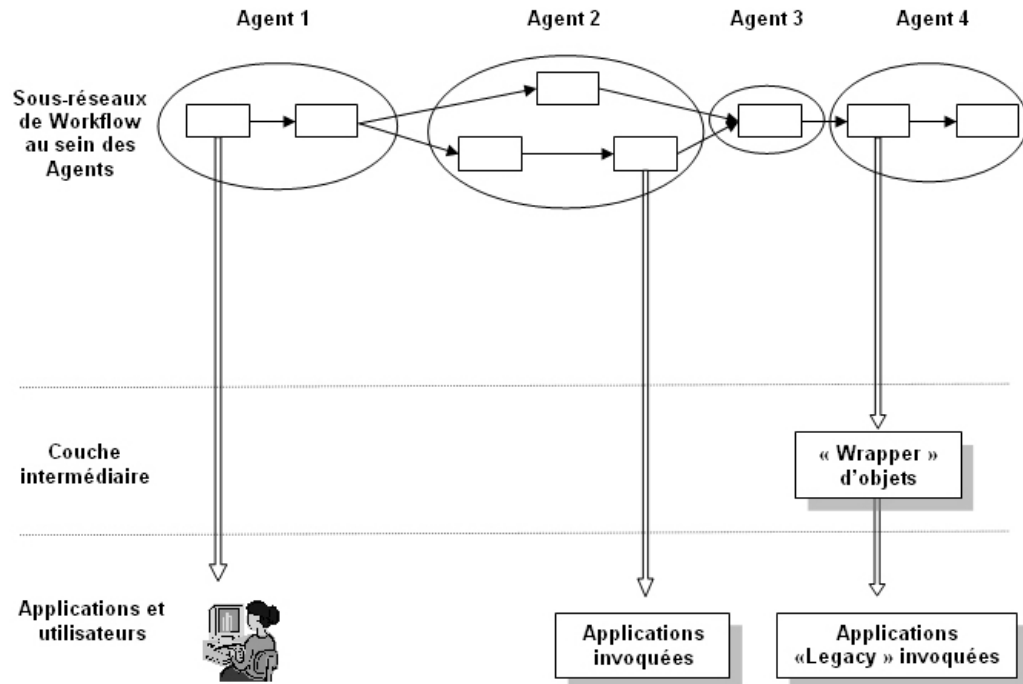 Agent 1
Agent 2
Agent 3
Agent 4
Sous-réseaux
de Workflow
au sein des
Agents
Couche
intermédiaire
« Wrapper »
d'objets
Applications et
utilisateurs
Applications
invoquées
Applications
«Legacy » invoquées